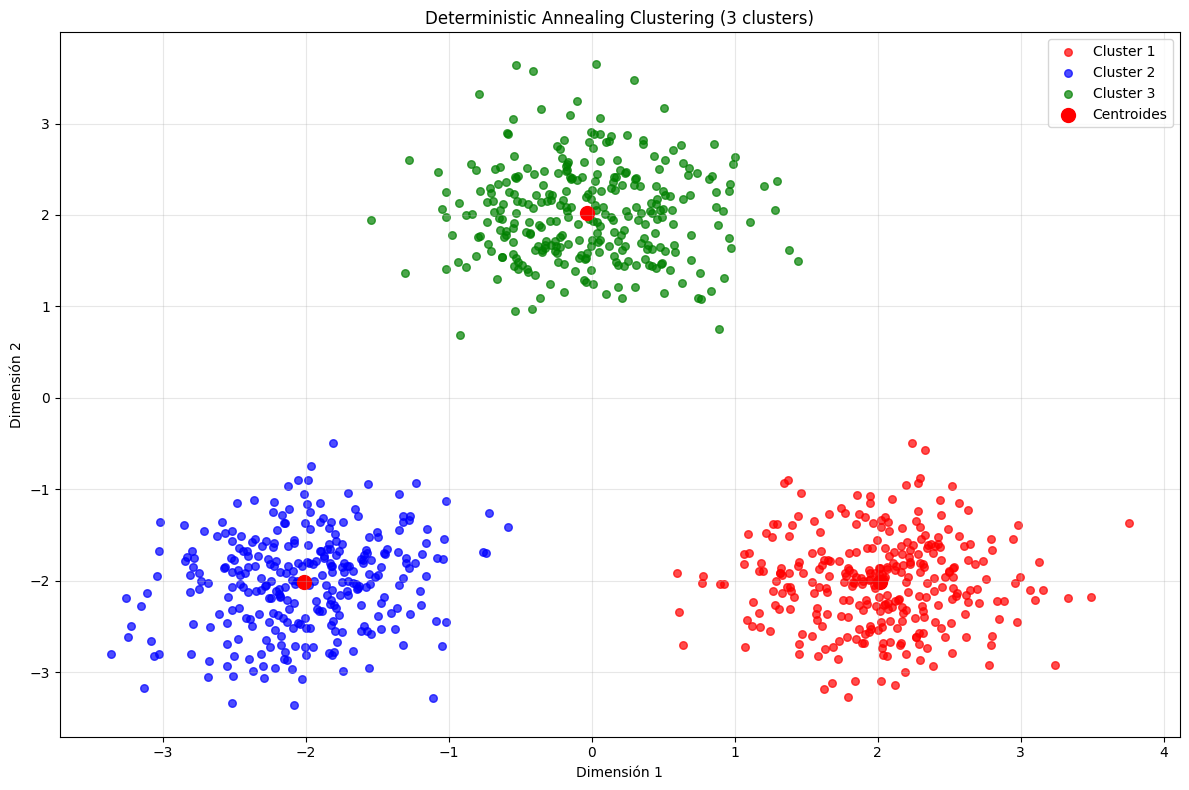 Deterministic Annealing Clustering (3 clusters)
Cluster 1
Cluster 2
Cluster 3
Centroides
Dimensión 2
3
2
1
0
−1
−2
−3
−3
−2
−1
0
1
2
3
4
Dimensión 1